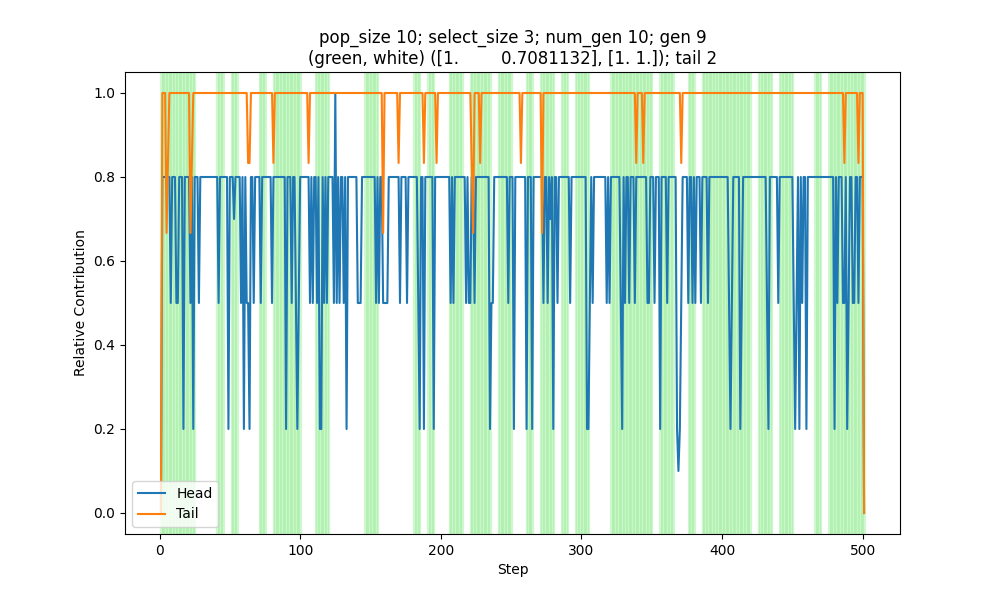 pop_size 10; select_size 3; num_gen 10; gen 9
(green, white) ([1.        0.7081132], [1. 1.]); tail 2
1.0
0.8
0.6
0.4
0.2
0.0
Relative Contribution
Head
Tail
0
100
200
300
400
500
Step